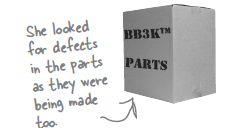 She looked
for defects
in the parts
as they were
being made
too.
BB3K™
PARTS